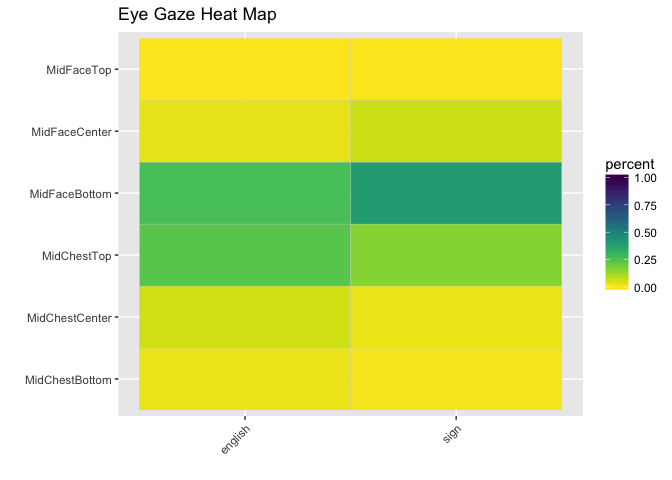 Eye Gaze Heat Map
MidFaceTop
MidFaceCenter
MidFaceBottom
MidChestTop
MidChestCenter
MidChestBottom
english
sign
percent
1.00
0.75
0.50
0.25
0.00